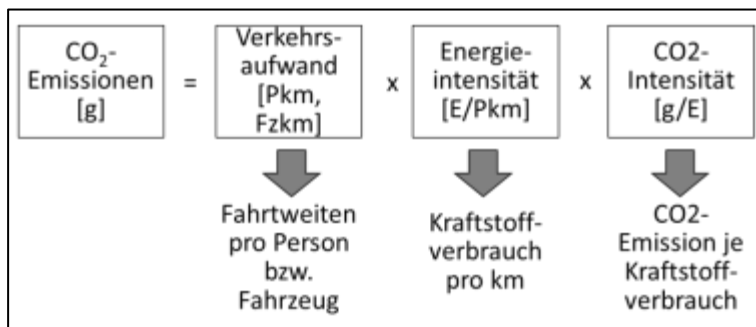 CO₂-
Emissionen
[g]
=
Verkehrs-
aufwand
[Pkm,
Fzkm]
x
Energie-
intensität
[E/Pkm]
x
CO2-
Intensität
[g/E]
Fahrtweiten
pro Person
bzw.
Fahrzeug
Kraftstoff-
verbrauch
pro km
CO2-
Emission je
Kraftstoff-
verbrauch